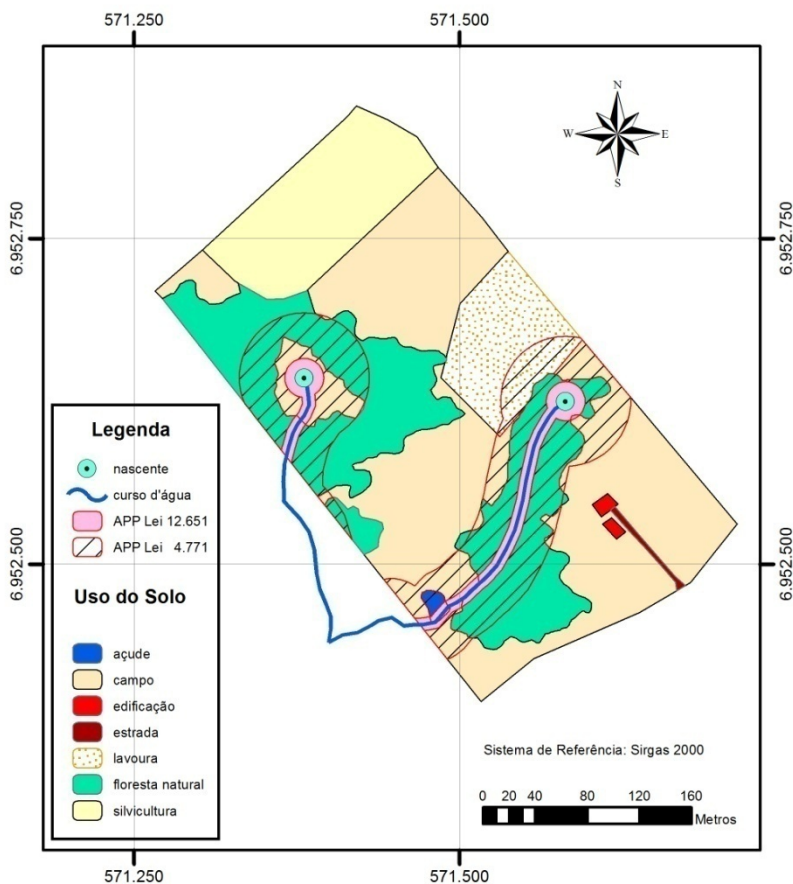 571.250 571.500
N
W E
S
6.952.750 6.952.750
Legenda
nascente
curso d'água
APP Lei 12.651
APP Lei 4.771
6.952.500 6.952.500
Uso do Solo
açude
campo
edificação
estrada
lavoura
floresta natural
silvicultura
Sistema de Referência: Sirgas 2000
0 20 40 80 120 160
Metros
571.250 571.500